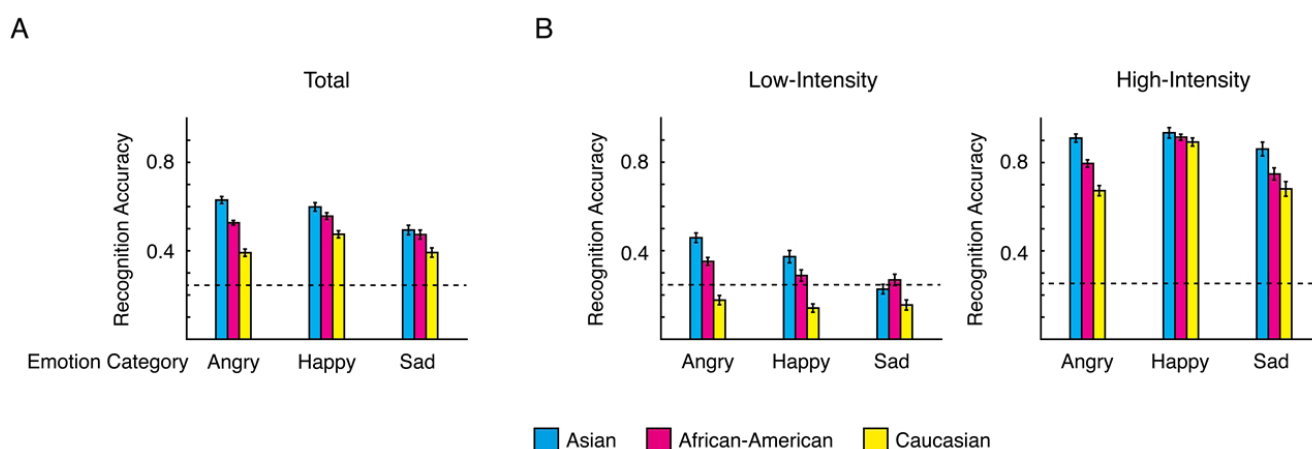 A
B
Total
Low-Intensity
High-Intensity
Recognition Accuracy
0.8
0.4
Recognition Accuracy
0.8
0.4
Recognition Accuracy
0.8
0.4
Emotion Category Angry Happy Sad
Angry Happy Sad
Angry Happy Sad
Asian African-American Caucasian